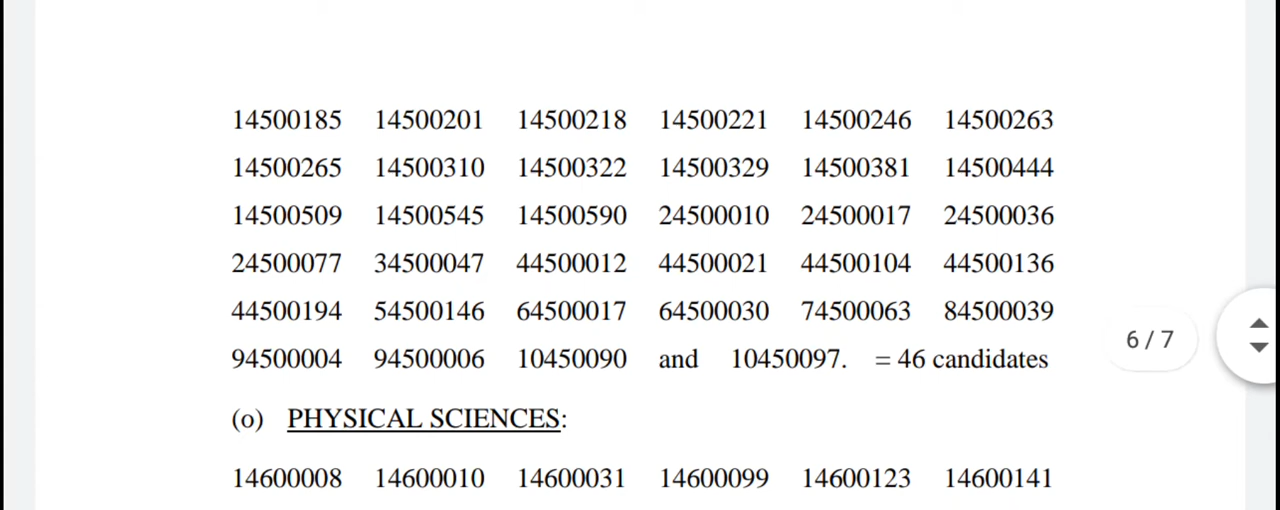 14500185 14500201 14500218 14500221 14500246 14500263
14500265 14500310 14500322 14500329 14500381 14500444
14500509 14500545 14500590 24500010 24500017 24500036
24500077 34500047 44500012 44500021 44500104 44500136
44500194 54500146 64500017 64500030 74500063 84500039
6 / 7
94500004 94500006 10450090 and 10450097. = 46 candidates
(o) PHYSICAL SCIENCES:
14600008 14600010 14600031 14600099 14600123 14600141